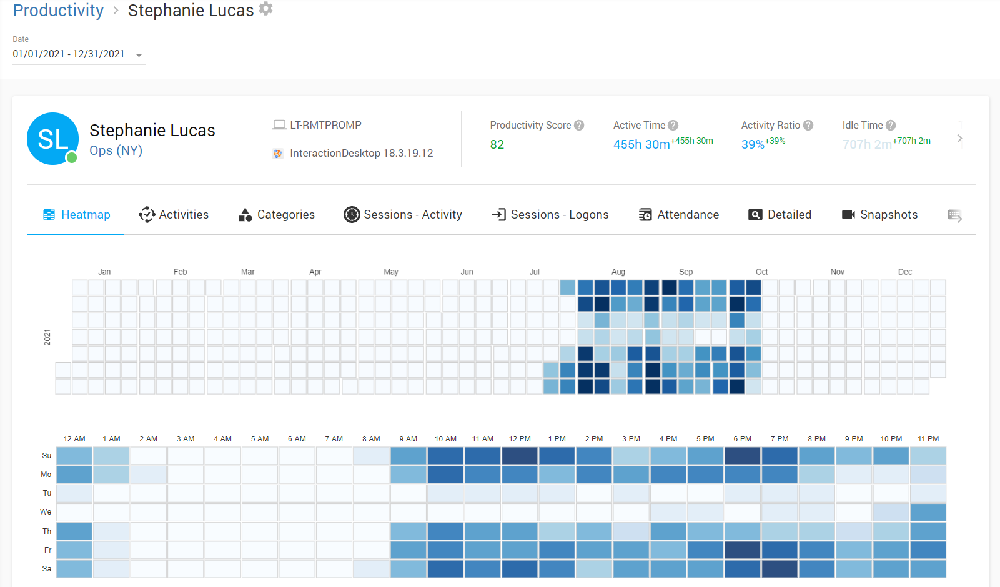 Productivity > Stephanie Lucas
Date
01/01/2021 - 12/31/2021
SL
Stephanie Lucas
Ops (NY)
LT-RMTPROMP
InteractionDesktop 18.3.19.12
Productivity Score ?
82
Active Time ?
455h 30m +455h 30m
Activity Ratio ?
39% +39%
Idle Time ?
707h 2m +707h 2m
Heatmap Activities Categories Sessions - Activity Sessions - Logons Attendance Detailed Snapshots
Jan Feb Mar Apr May Jun Jul Aug Sep Oct Nov Dec
2021
12 AM 1 AM 2 AM 3 AM 4 AM 5 AM 6 AM 7 AM 8 AM 9 AM 10 AM 11 AM 12 PM 1 PM 2 PM 3 PM 4 PM 5 PM 6 PM 7 PM 8 PM 9 PM 10 PM 11 PM
Su
Mo
Tu
We
Th
Fr
Sa